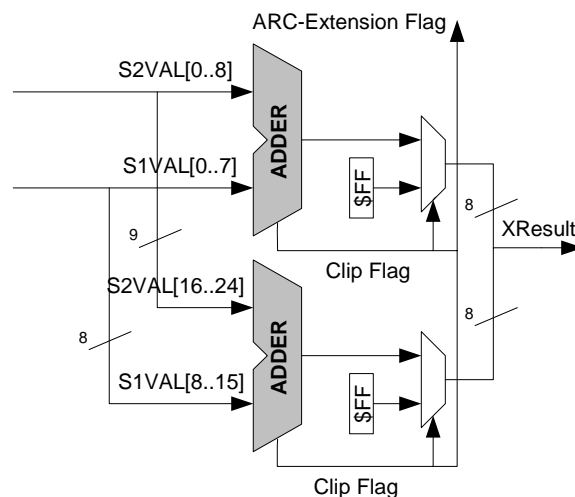 ARC-Extension Flag
S2VAL[0..8]
ADDER
S1VAL[0..7]
$FF
8
XResult
9
Clip Flag
S2VAL[16..24]
8
8
ADDER
S1VAL[8..15]
$FF
Clip Flag